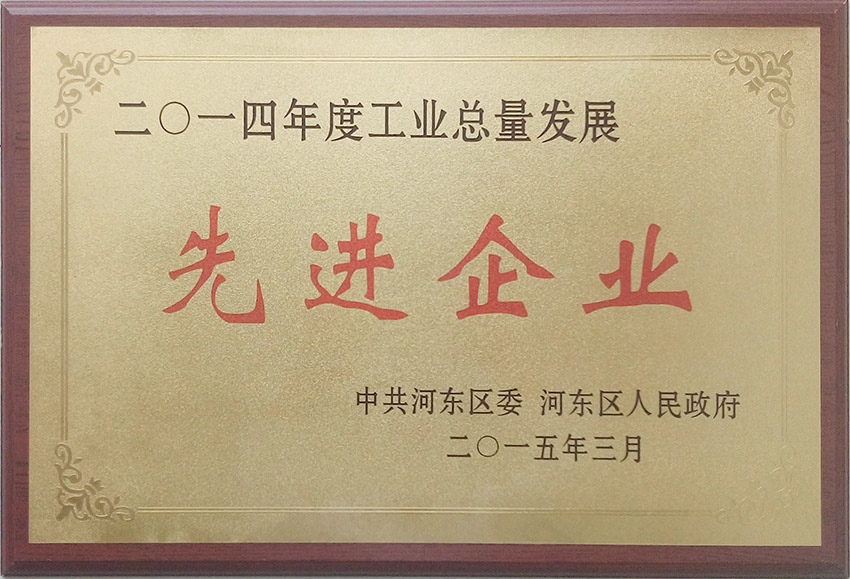 二〇一四年度工业总量发展
先进企业
中共河东区委 河东区人民政府
二〇一五年三月